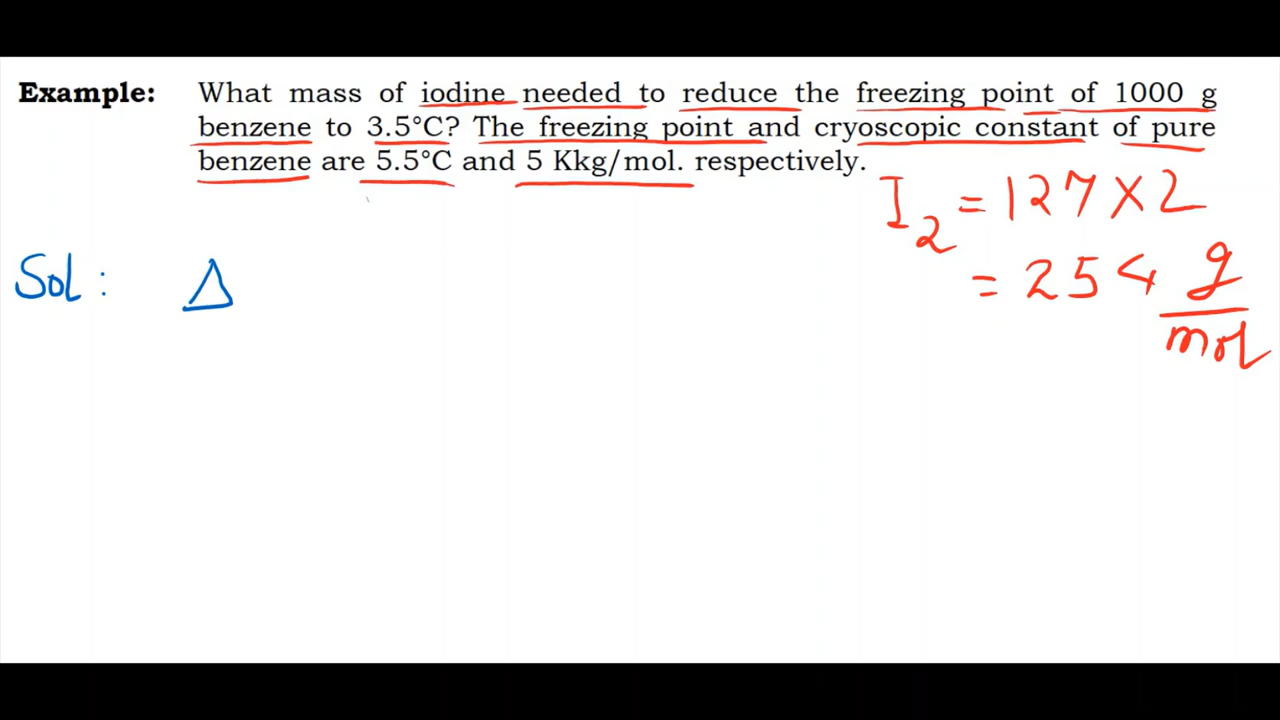 Example: What mass of iodine needed to reduce the freezing point of 1000 g
benzene to 3.5°C? The freezing point and cryoscopic constant of pure
benzene are 5.5°C and 5 Kkg/mol. respectively.
I₂ = 127 × 2
= 254 g/mol
Sol: Δ